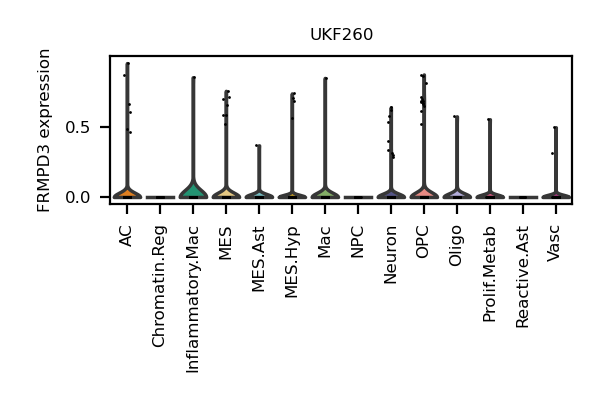 UKF260
FRMPD3 expression
0.5
0.0
AC
Chromatin.Reg
Inflammatory.Mac
MES
MES.Ast
MES.Hyp
Mac
NPC
Neuron
OPC
Oligo
Prolif.Metab
Reactive.Ast
Vasc